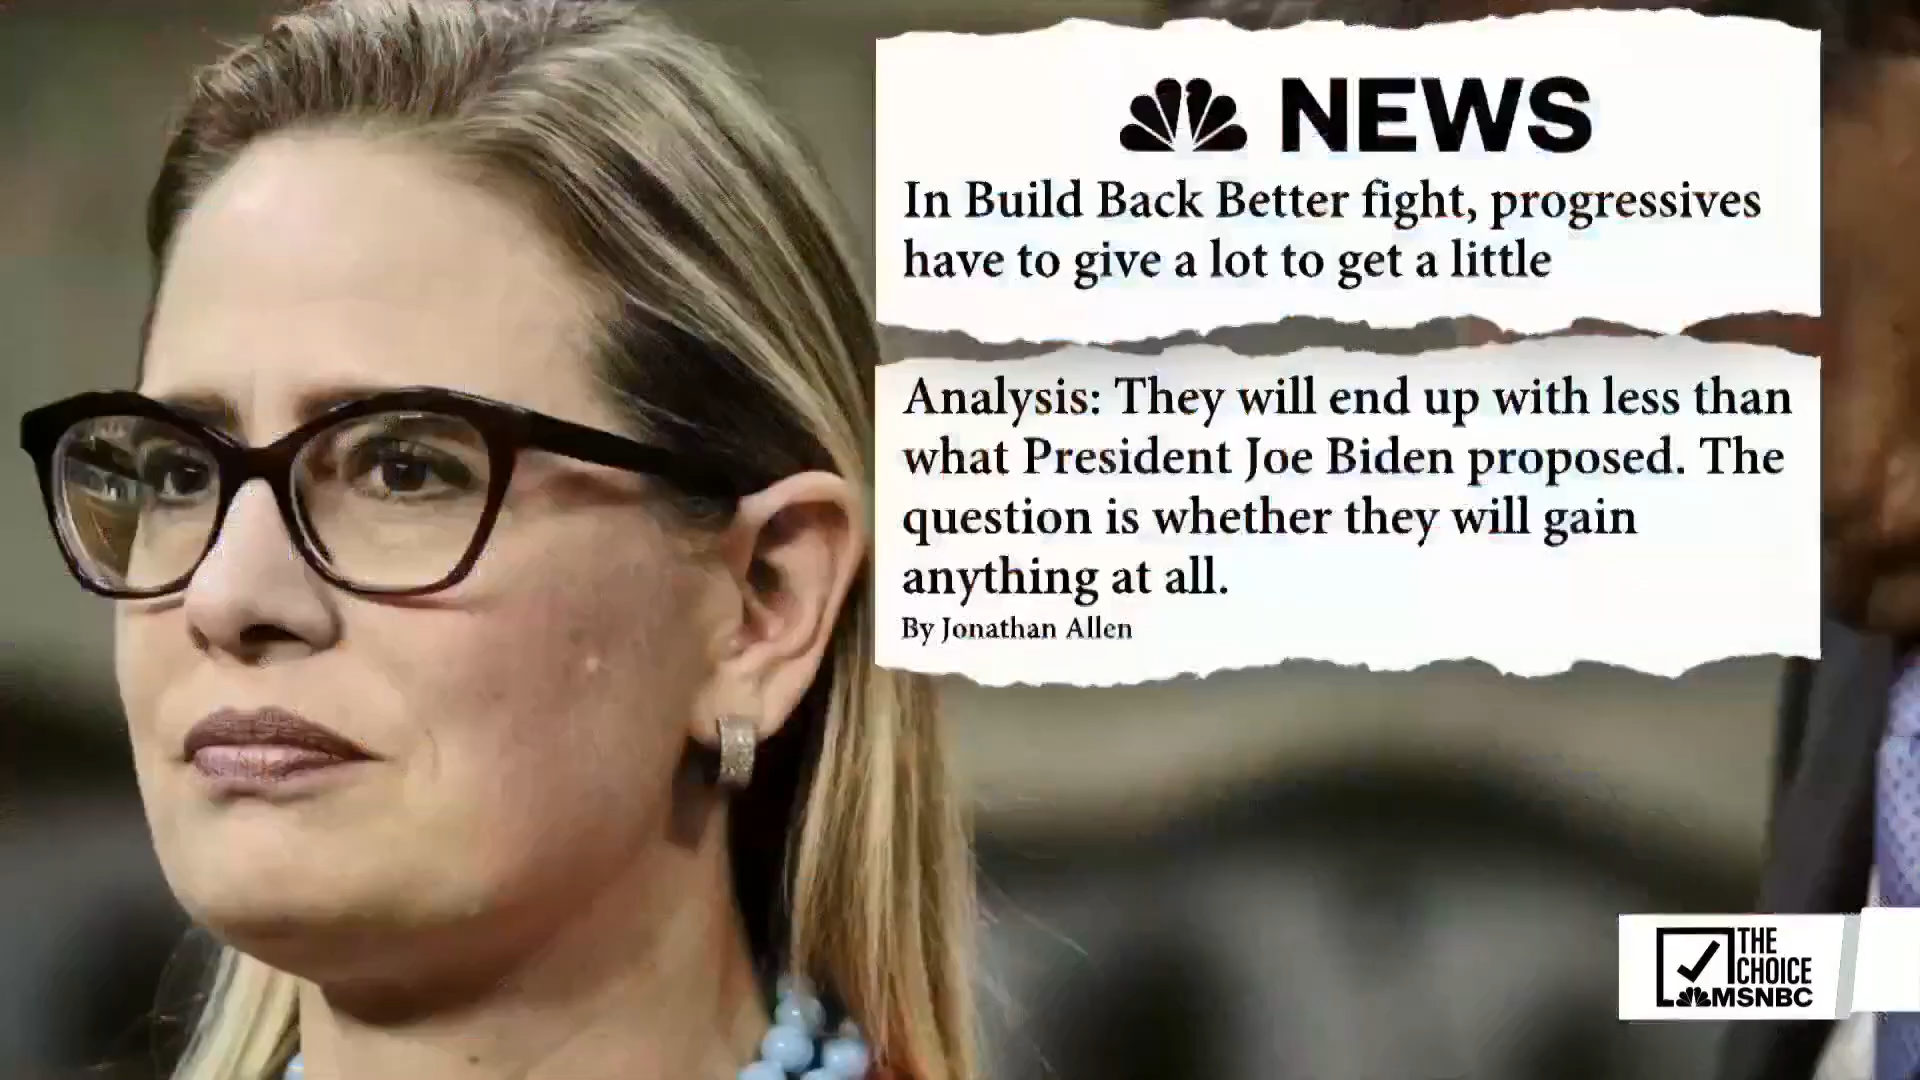 NEWS
In Build Back Better fight, progressives
have to give a lot to get a little
Analysis: They will end up with less than
what President Joe Biden proposed. The
question is whether they will gain
anything at all.
By Jonathan Allen
THE
CHOICE
MSNBC